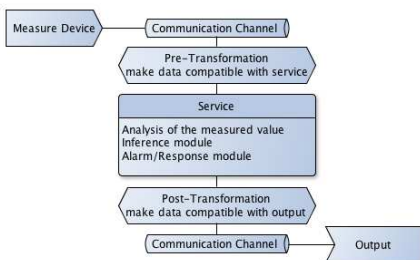 Measure Device
Communication Channel
Pre-Transformation
make data compatible with service
Service
Analysis of the measured value
Inference module
Alarm/Response module
Post-Transformation
make data compatible with output
Communication Channel
Output